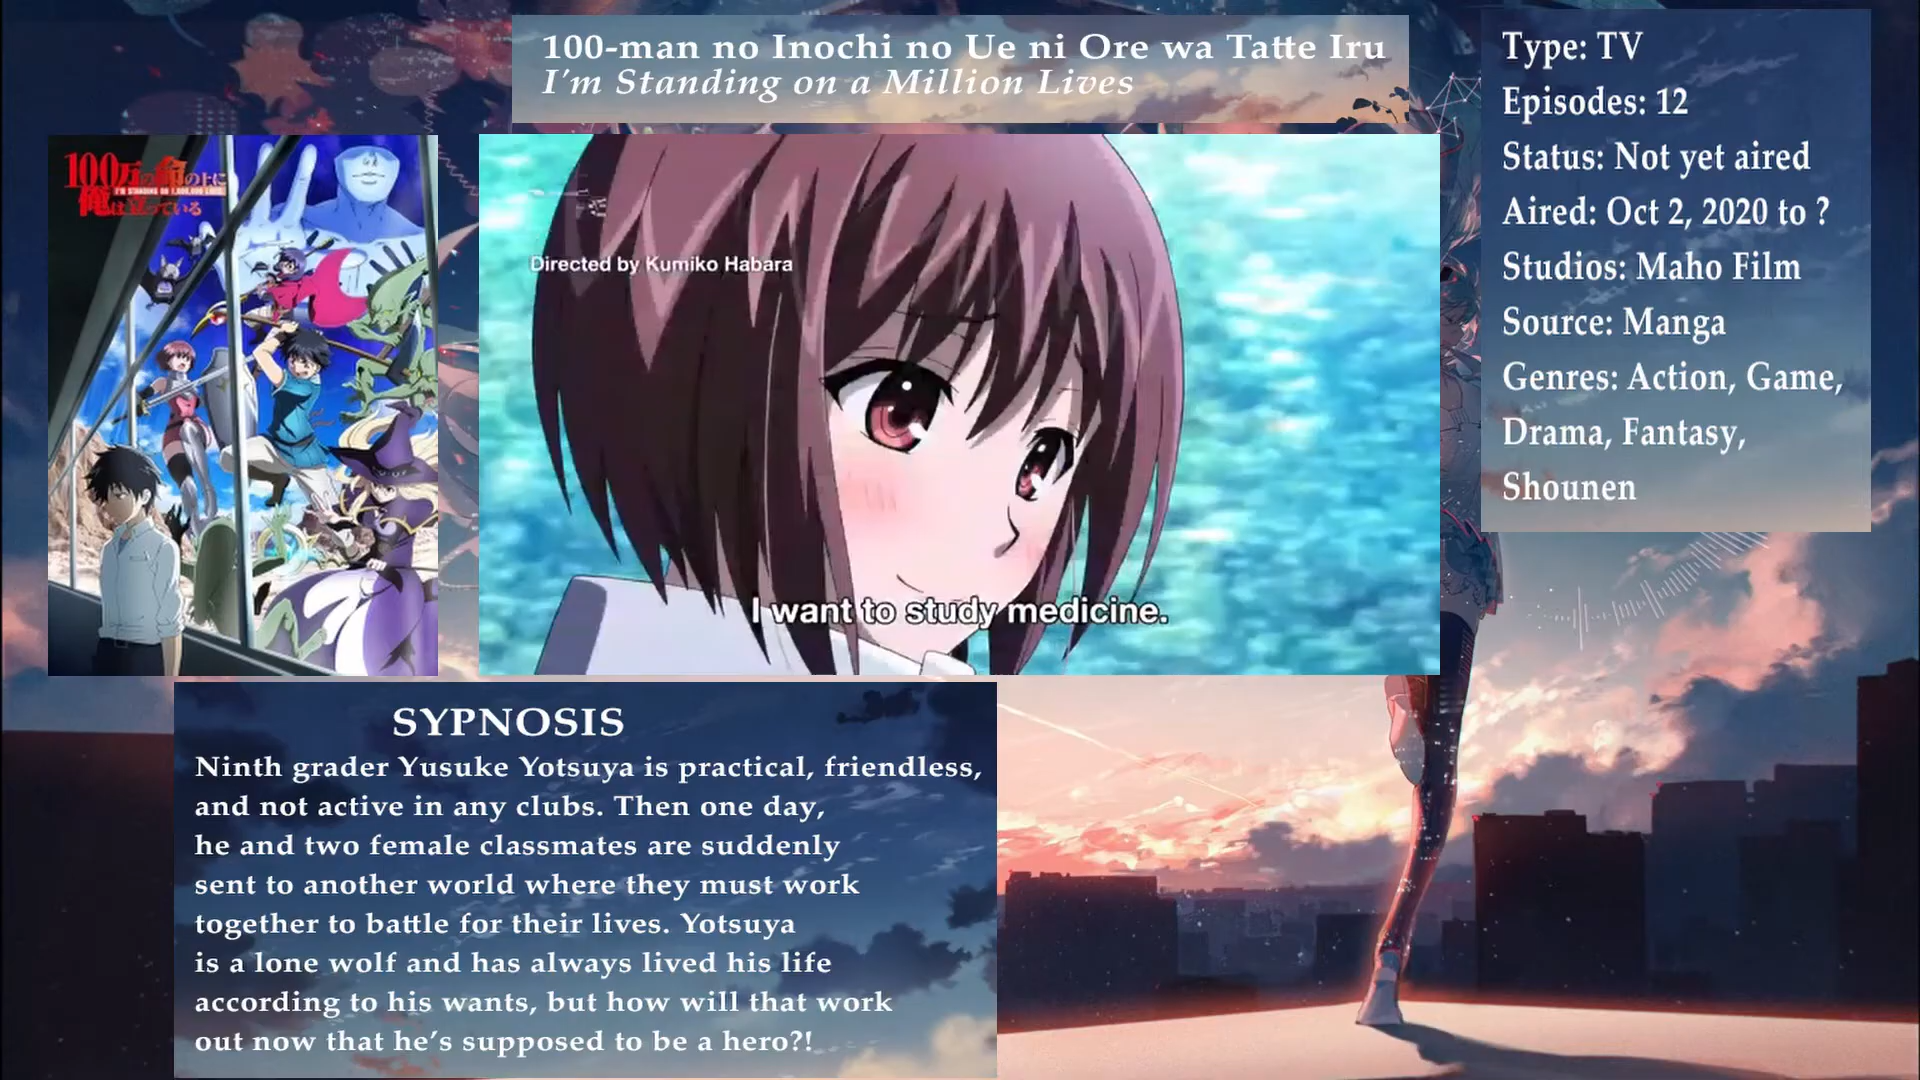 100-man no Inochi no Ue ni Ore wa Tatte Iru
I'm Standing on a Million Lives
Type: TV
Episodes: 12
Status: Not yet aired
Aired: Oct 2, 2020 to ?
Studios: Maho Film
Source: Manga
Genres: Action, Game,
Drama, Fantasy,
Shounen
100万の命の上に
I'M STANDING ON 1,000,000 LIVES.
俺は立っている
Directed by Kumiko Habara
I want to study medicine.
SYPNOSIS
Ninth grader Yusuke Yotsuya is practical, friendless,
and not active in any clubs. Then one day,
he and two female classmates are suddenly
sent to another world where they must work
together to battle for their lives. Yotsuya
is a lone wolf and has always lived his life
according to his wants, but how will that work
out now that he's supposed to be a hero?!